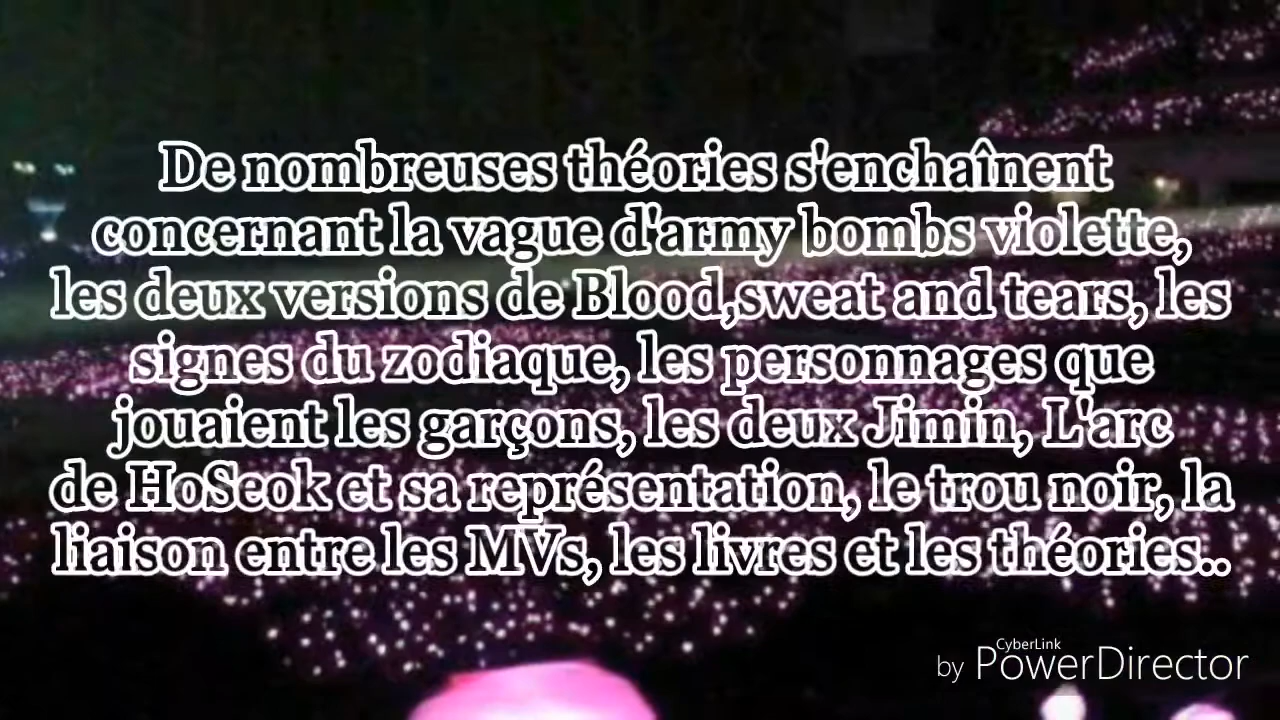 De nombreuses théories s'enchaînent
concernant la vague d'army bombs violette,
les deux versions de Blood,sweat and tears, les
signes du zodiaque, les personnages que
jouaient les garçons, les deux Jimin, L'arc
de HoSeok et sa représentation, le trou noir, la
liaison entre les MVs, les livres et les théories..
CyberLink
by PowerDirector